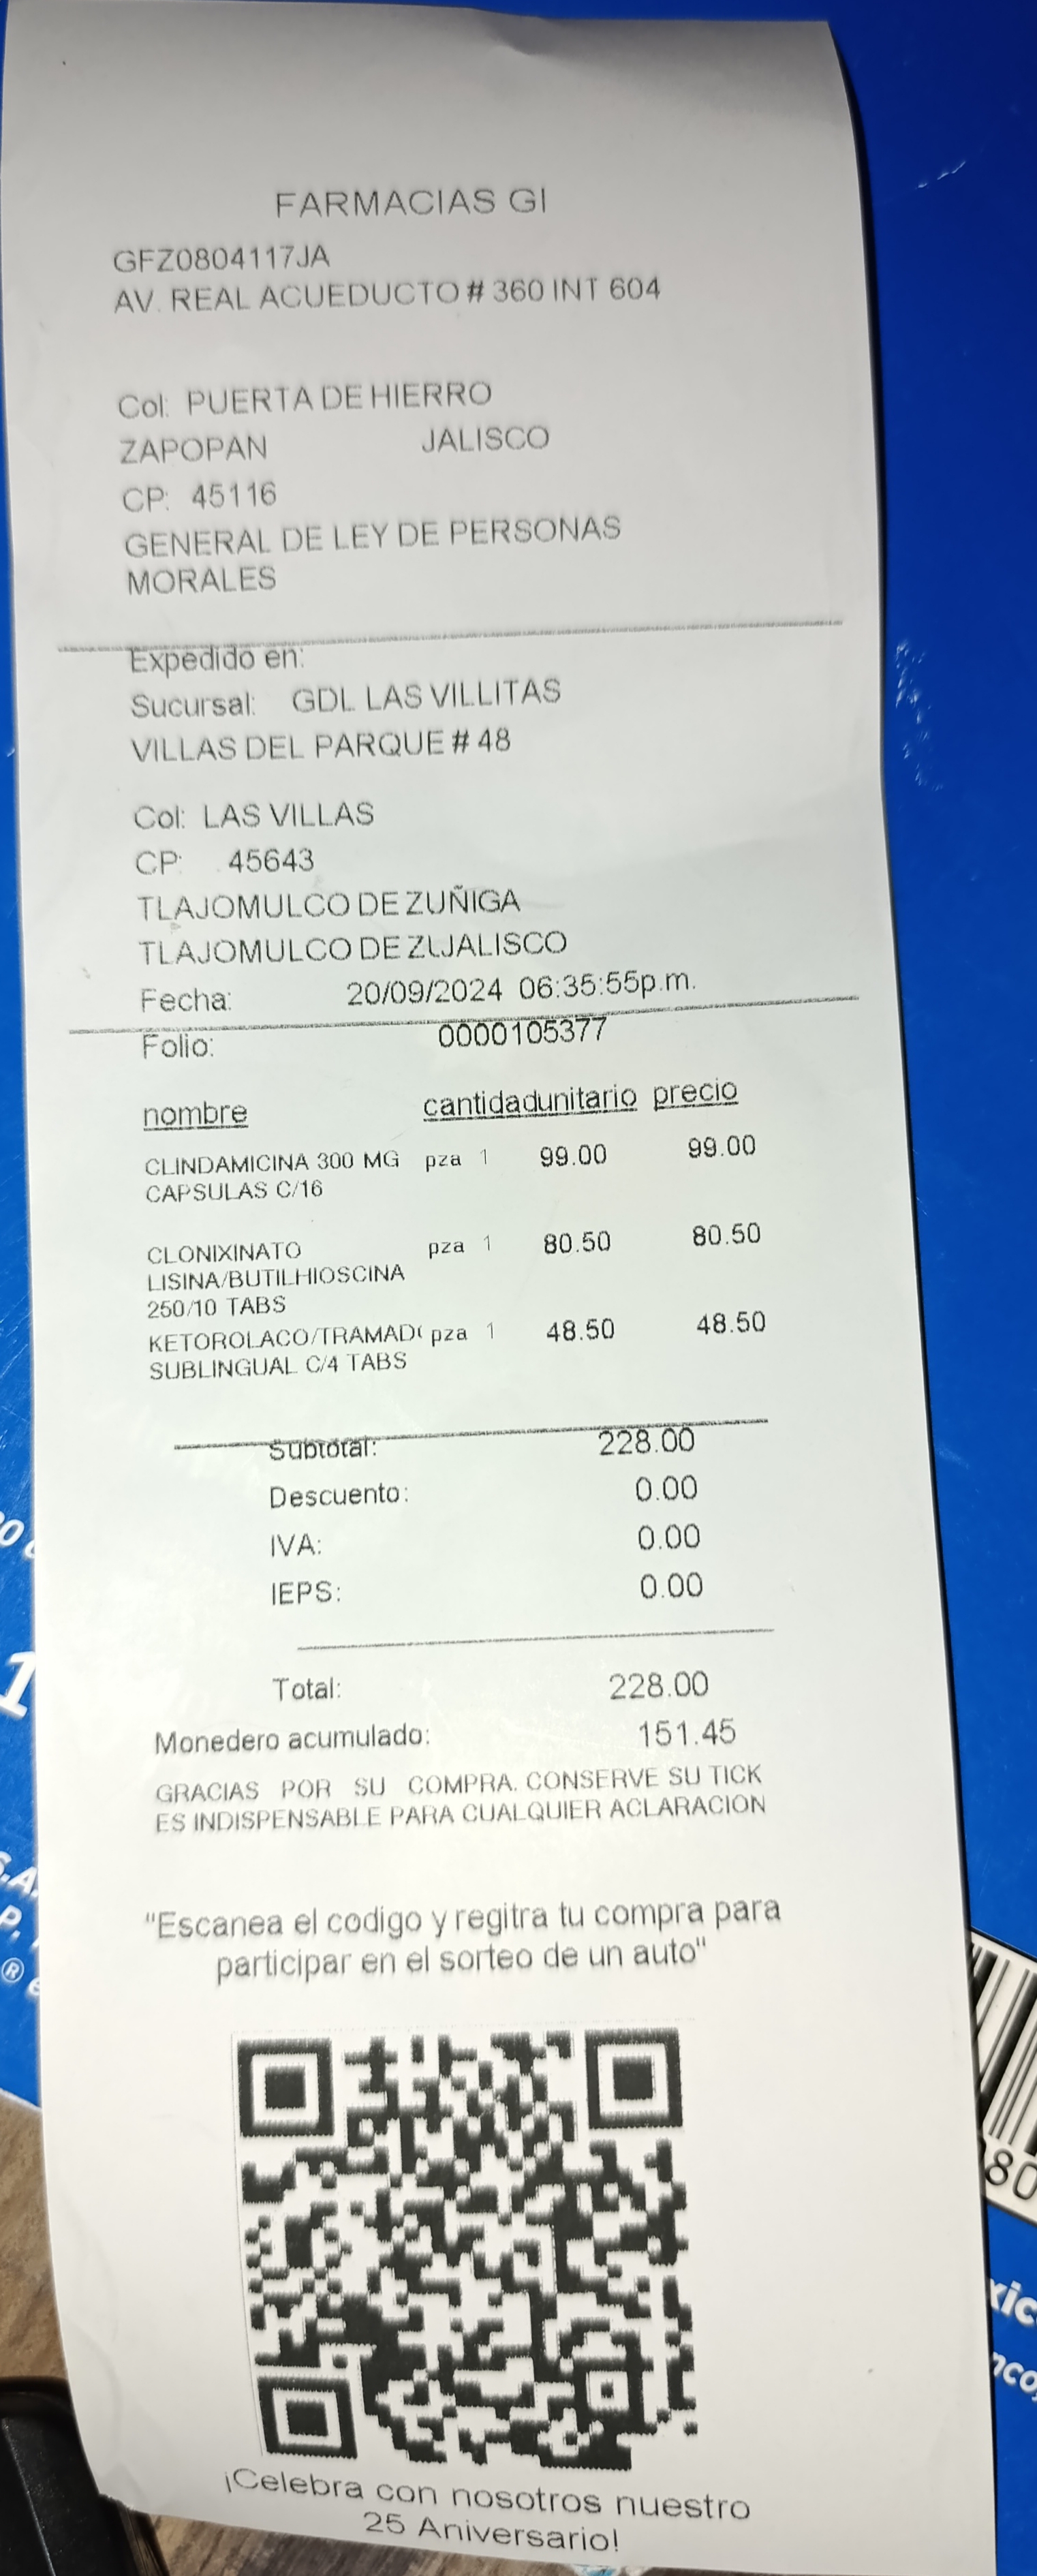 FARMACIAS GI
GFZ0804117JA
AV. REAL ACUEDUCTO # 360 INT 604
Col: PUERTA DE HIERRO
ZAPOPAN JALISCO
CP: 45116
GENERAL DE LEY DE PERSONAS
MORALES
Expedido en:
Sucursal: GDL LAS VILLITAS
VILLAS DEL PARQUE # 48
Col: LAS VILLAS
CP: 45643
TLAJOMULCO DE ZUÑIGA
TLAJOMULCO DE ZUJALISCO
Fecha: 20/09/2024 06:35:55p.m.
Folio: 0000105377
nombre cantidadunitario precio
CLINDAMICINA 300 MG pza 1 99.00 99.00
CAPSULAS C/16
CLONIXINATO pza 1 80.50 80.50
LISINA/BUTILHIOSCINA
250/10 TABS
KETOROLACO/TRAMAD pza 1 48.50 48.50
SUBLINGUAL C/4 TABS
Subtotal: 228.00
Descuento: 0.00
IVA: 0.00
IEPS: 0.00
Total: 228.00
Monedero acumulado: 151.45
GRACIAS POR SU COMPRA. CONSERVE SU TICK
ES INDISPENSABLE PARA CUALQUIER ACLARACION
"Escanea el codigo y regitra tu compra para
participar en el sorteo de un auto"
¡Celebra con nosotros nuestro
25 Aniversario!
1
S.A.
P.
®
80